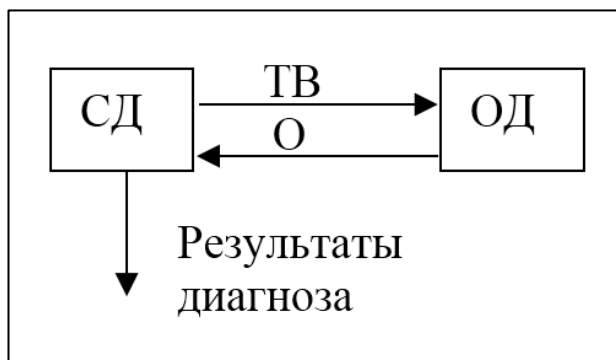 ТВ
СД
ОД
О
Результаты
диагноза